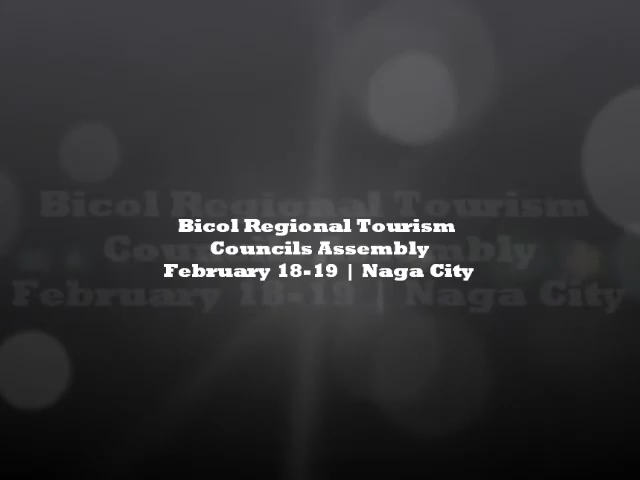 Bicol Regional Tourism
Councils Assembly
February 18-19 | Naga City